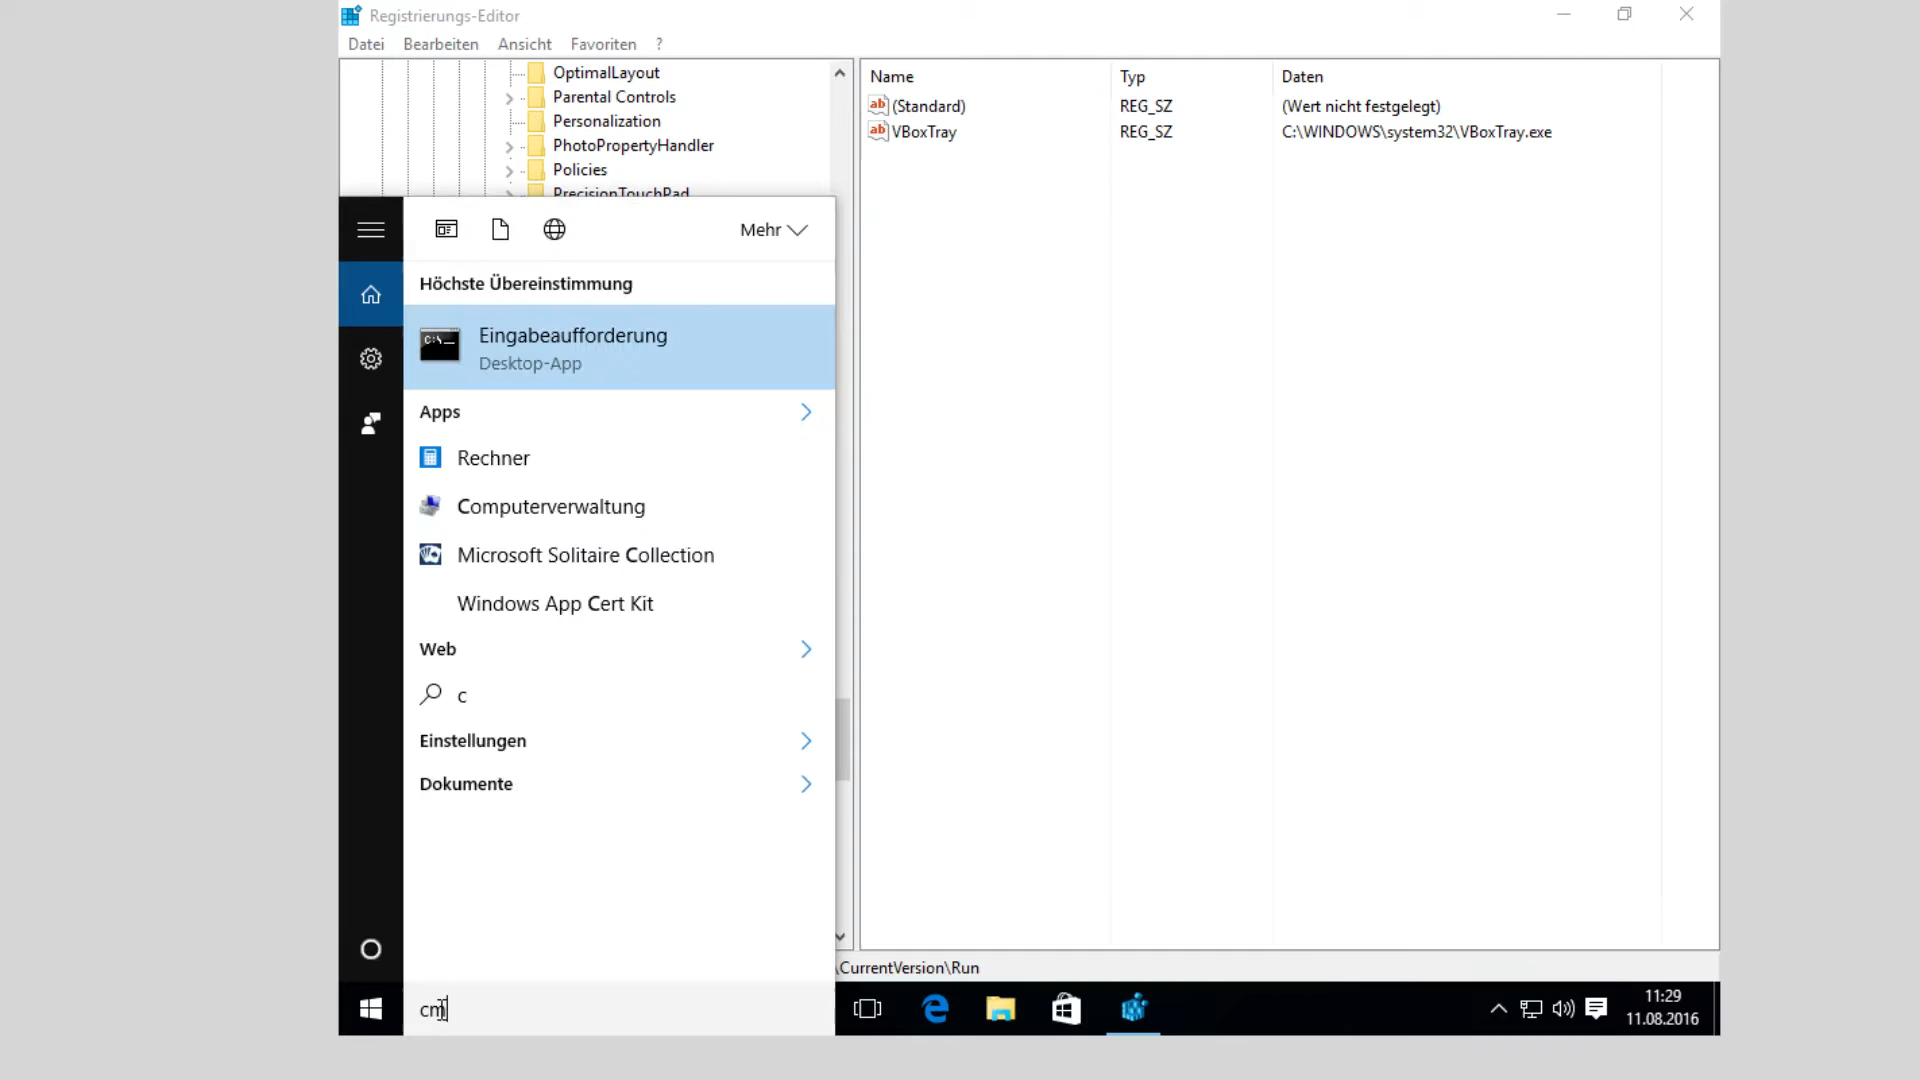 Registrierungs-Editor
Datei Bearbeiten Ansicht Favoriten ?
OptimalLayout
Parental Controls
Personalization
PhotoPropertyHandler
Policies
PrecisionTouchPad
Name Typ Daten
(Standard) REG_SZ (Wert nicht festgelegt)
VBoxTray REG_SZ C:\WINDOWS\system32\VBoxTray.exe
Mehr
Höchste Übereinstimmung
Eingabeaufforderung
Desktop-App
Apps
Rechner
Computerverwaltung
Microsoft Solitaire Collection
Windows App Cert Kit
Web
c
Einstellungen
Dokumente
\CurrentVersion\Run
cm
11:29
11.08.2016